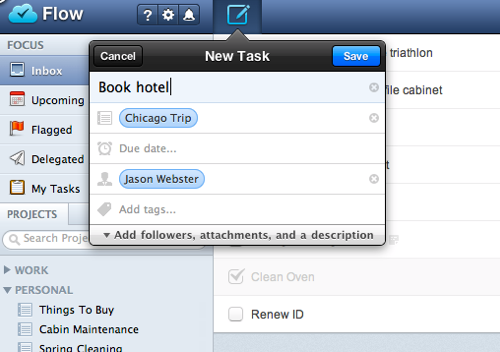 Flow
?
FOCUS
Inbox
Upcoming
Flagged
Delegated
My Tasks
PROJECTS
Search Proje
WORK
PERSONAL
Things To Buy
Cabin Maintenance
Spring Cleaning
Cancel
New Task
Save
Book hotel
Chicago Trip
Due date...
Jason Webster
Add tags...
Add followers, attachments, and a description
triathlon
file cabinet
Clean Oven
Renew ID